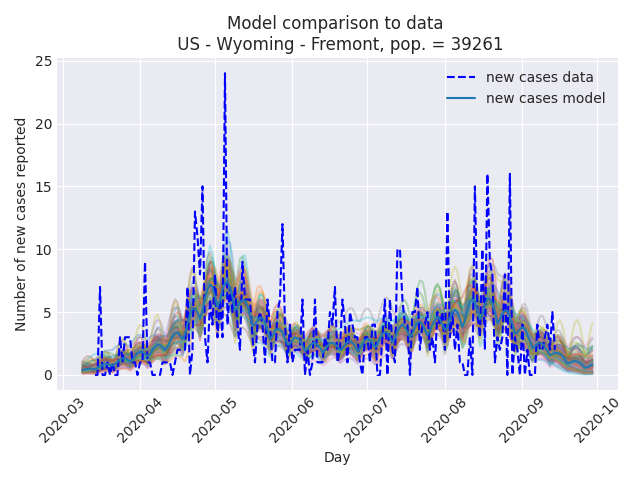 Model comparison to data
US - Wyoming - Fremont, pop. = 39261
new cases data
new cases model
Number of new cases reported
25
20
15
10
5
0
2020-03
2020-04
2020-05
2020-06
2020-07
2020-08
2020-09
2020-10
Day